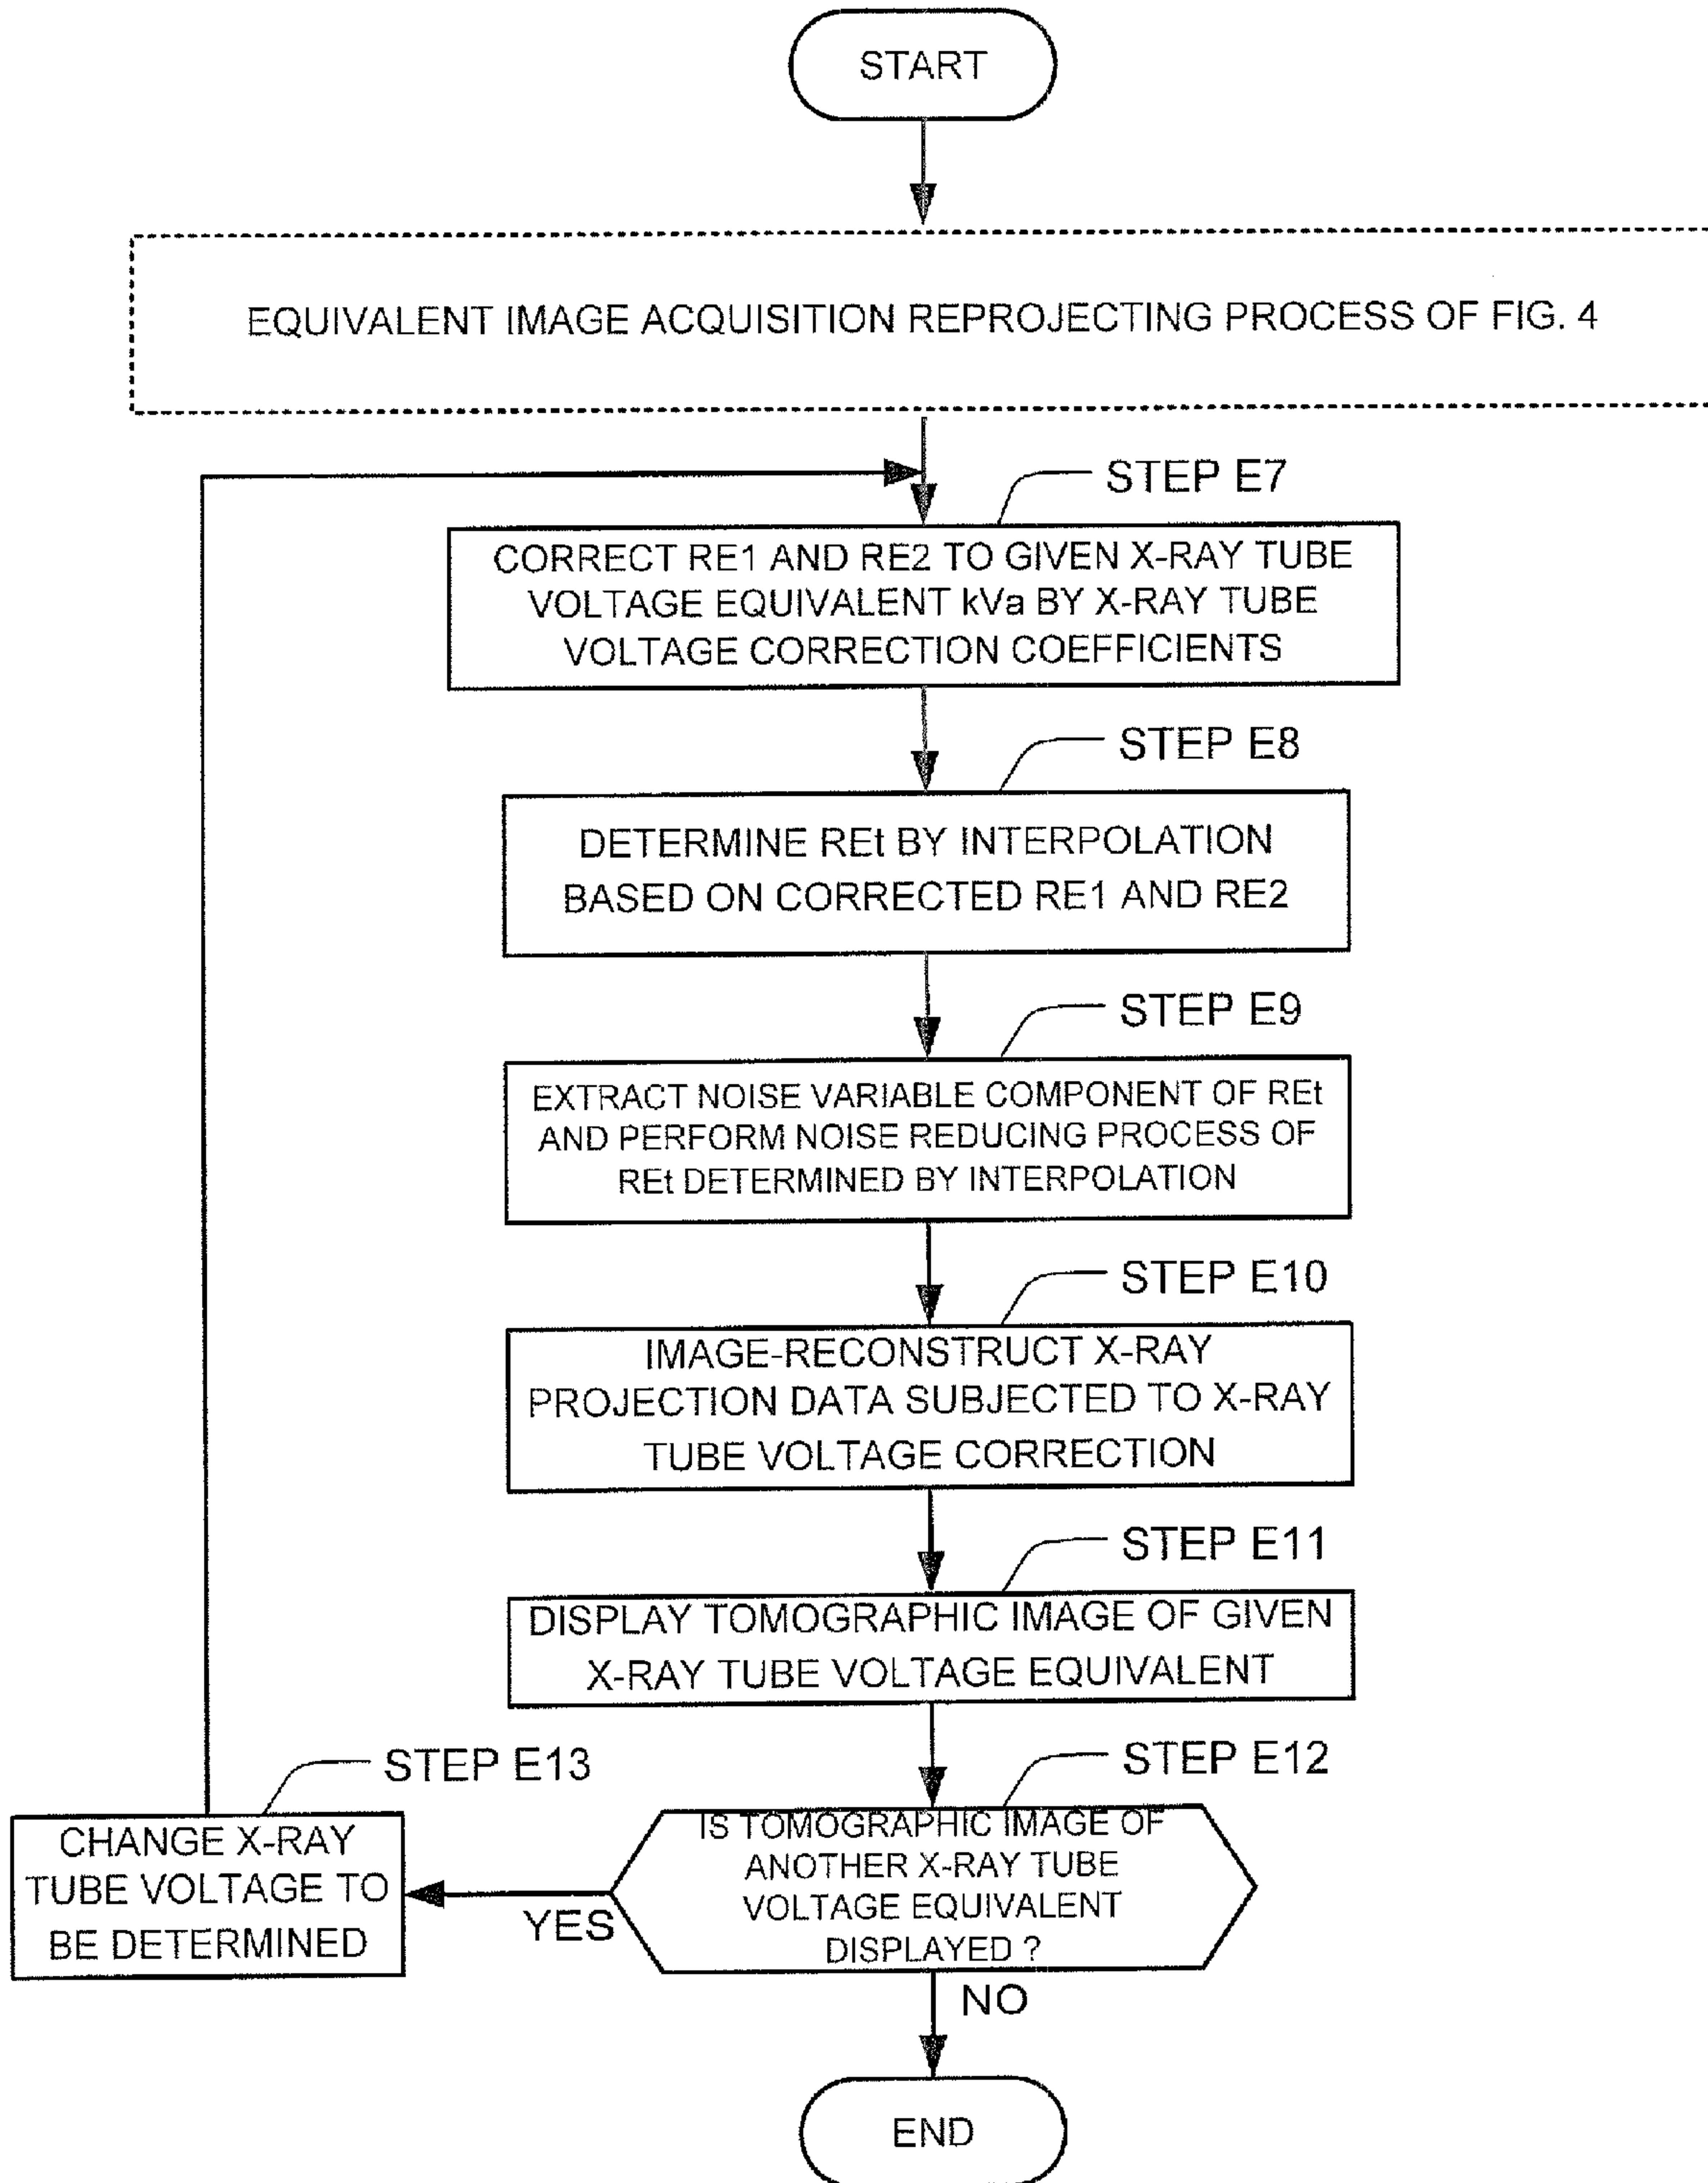 START
EQUIVALENT IMAGE ACQUISITION REPROJECTING PROCESS OF FIG. 4
STEP E7
CORRECT RE1 AND RE2 TO GIVEN X-RAY TUBE
VOLTAGE EQUIVALENT kVa BY X-RAY TUBE
VOLTAGE CORRECTION COEFFICIENTS
STEP E8
DETERMINE REt BY INTERPOLATION
BASED ON CORRECTED RE1 AND RE2
STEP E9
EXTRACT NOISE VARIABLE COMPONENT OF REt
AND PERFORM NOISE REDUCING PROCESS OF
REt DETERMINED BY INTERPOLATION
STEP E10
IMAGE-RECONSTRUCT X-RAY
PROJECTION DATA SUBJECTED TO X-RAY
TUBE VOLTAGE CORRECTION
STEP E11
DISPLAY TOMOGRAPHIC IMAGE OF GIVEN
X-RAY TUBE VOLTAGE EQUIVALENT
STEP E12
IS TOMOGRAPHIC IMAGE OF
ANOTHER X-RAY TUBE
VOLTAGE EQUIVALENT
DISPLAYED ?
YES
STEP E13
CHANGE X-RAY
TUBE VOLTAGE TO
BE DETERMINED
NO
END